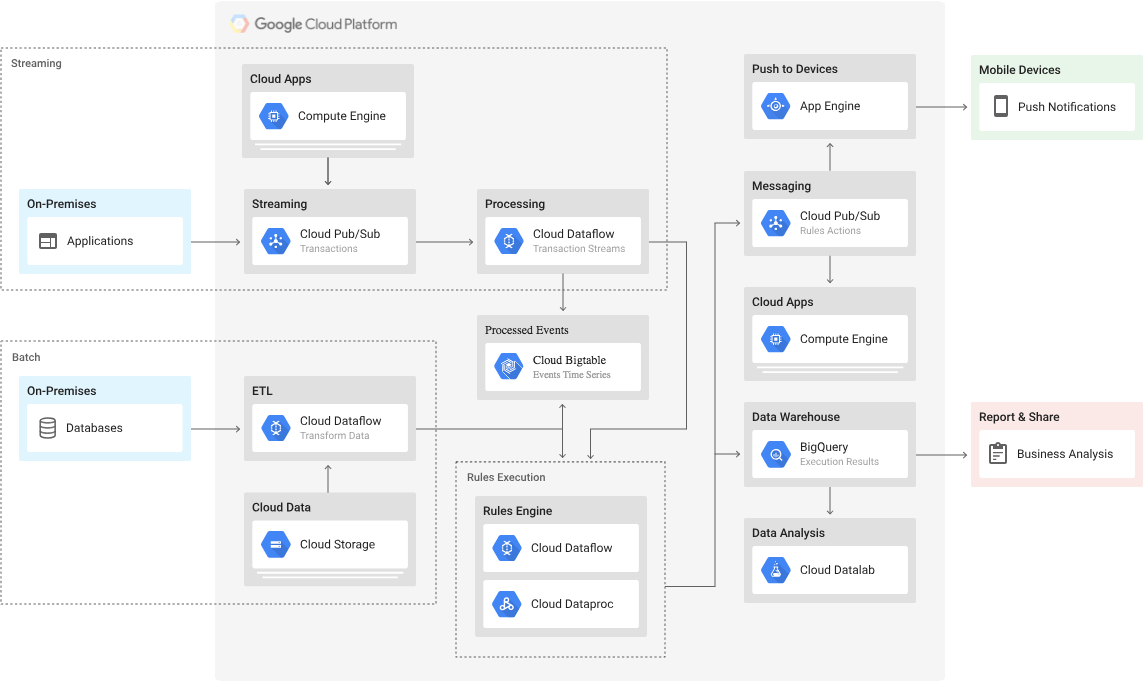 Google Cloud Platform
Streaming
Cloud Apps
Compute Engine
On-Premises
Applications
Streaming
Cloud Pub/Sub
Transactions
Processing
Cloud Dataflow
Transaction Streams
Processed Events
Cloud Bigtable
Events Time Series
Batch
On-Premises
Databases
ETL
Cloud Dataflow
Transform Data
Cloud Data
Cloud Storage
Rules Execution
Rules Engine
Cloud Dataflow
Cloud Dataproc
Push to Devices
App Engine
Mobile Devices
Push Notifications
Messaging
Cloud Pub/Sub
Rules Actions
Cloud Apps
Compute Engine
Data Warehouse
BigQuery
Execution Results
Report & Share
Business Analysis
Data Analysis
Cloud Datalab